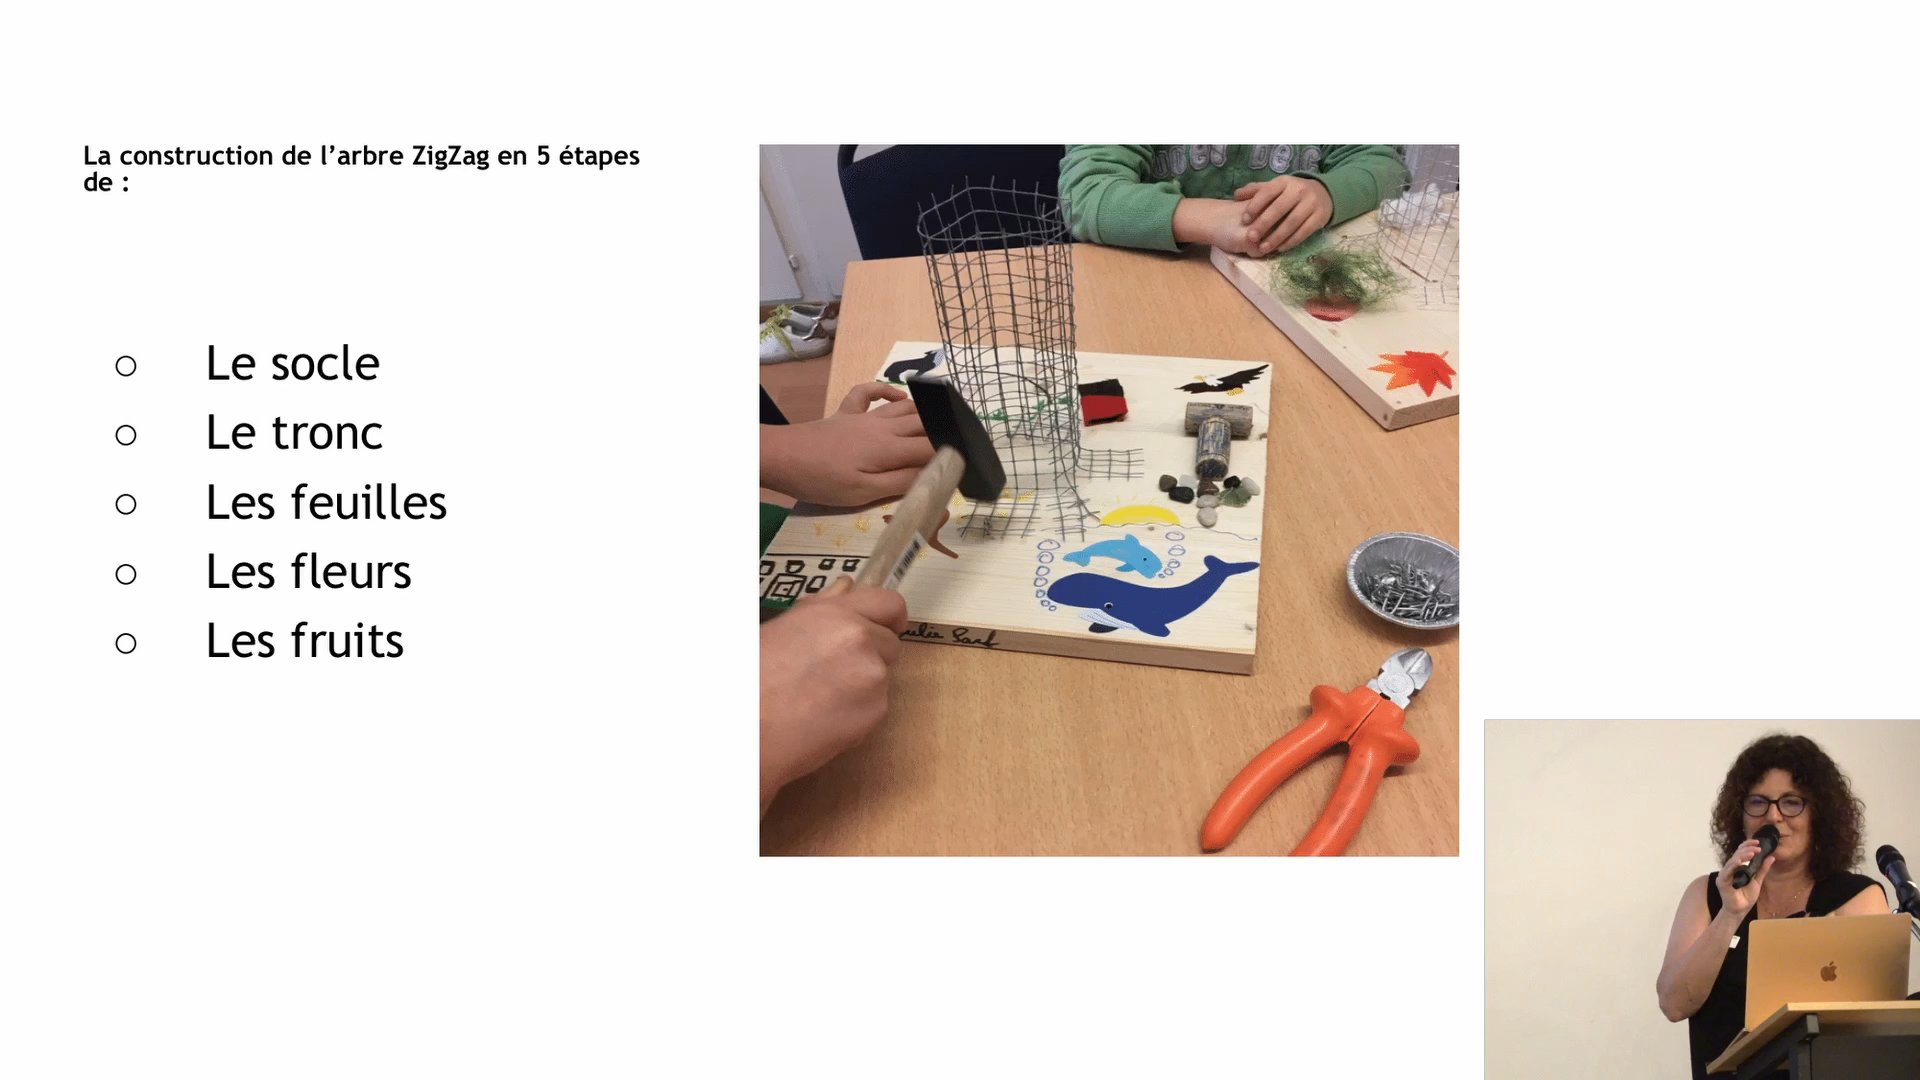 La construction de l’arbre ZigZag en 5 étapes
de :
○ Le socle
○ Le tronc
○ Les feuilles
○ Les fleurs
○ Les fruits